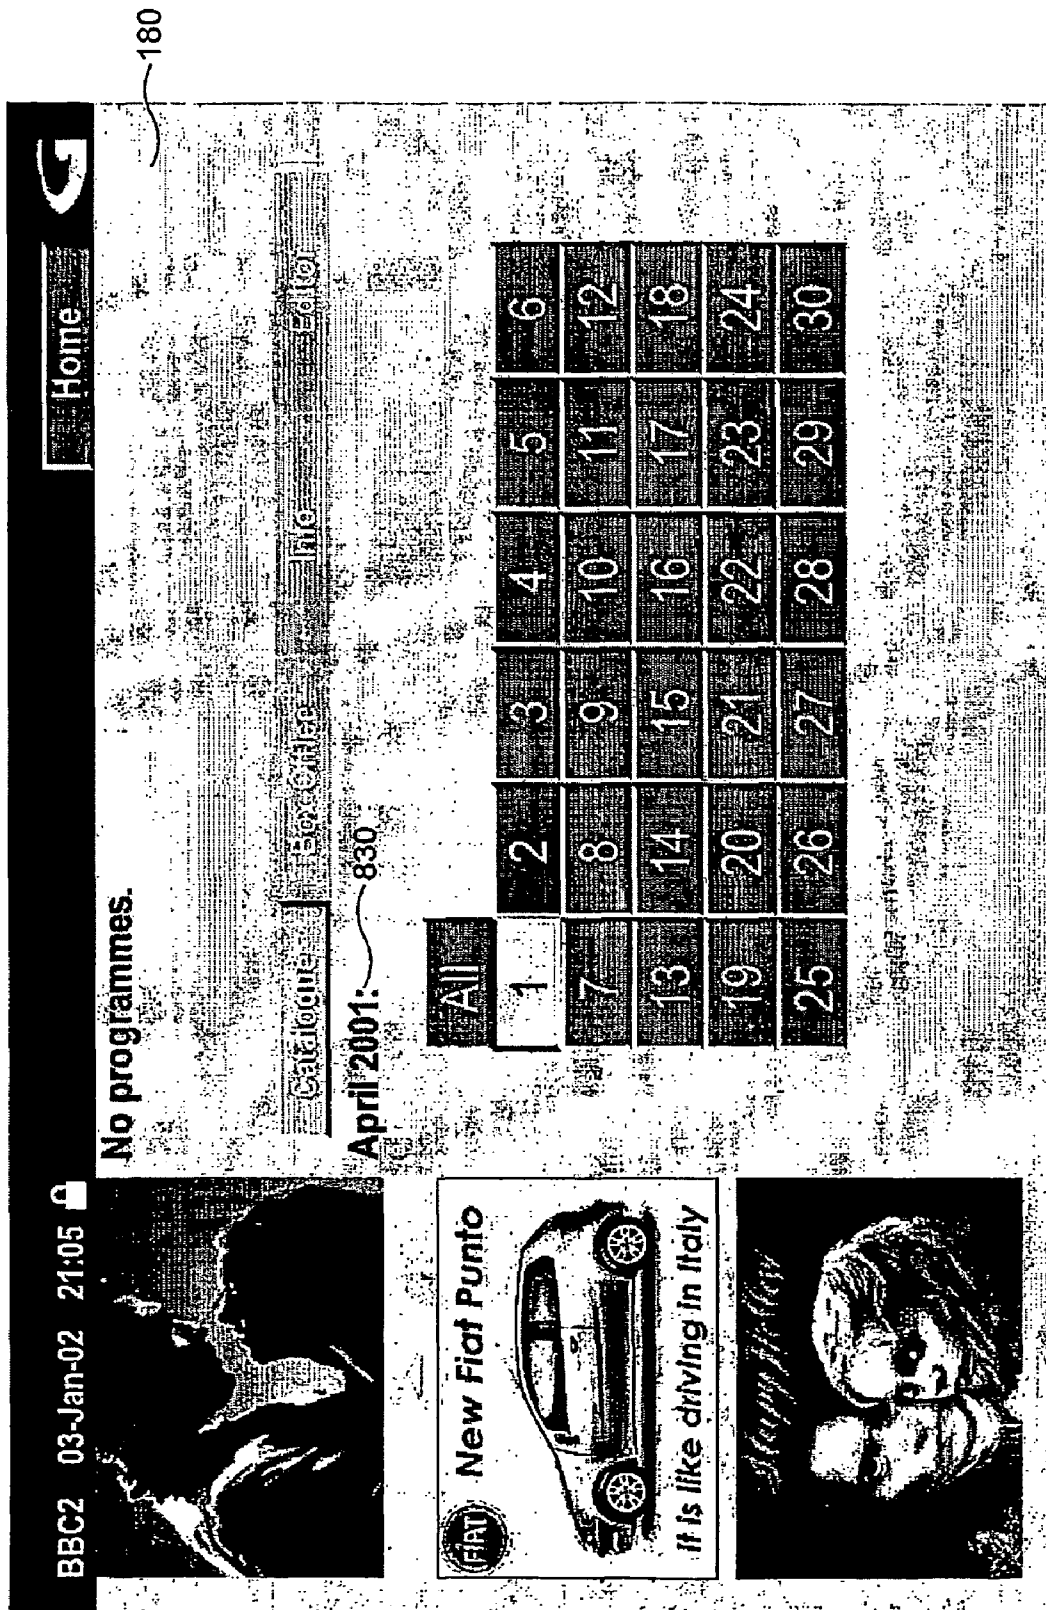 BBC2 03-Jan-02 21:05
Home
180
No programmes.
Catalogue Box Office Info Editor
April 2001: 830
All
1 2 3 4 5 6
7 8 9 10 11 12
13 14 15 16 17 18
19 20 21 22 23 24
25 26 27 28 29 30
FIAT New Fiat Punto
It is like driving in Italy